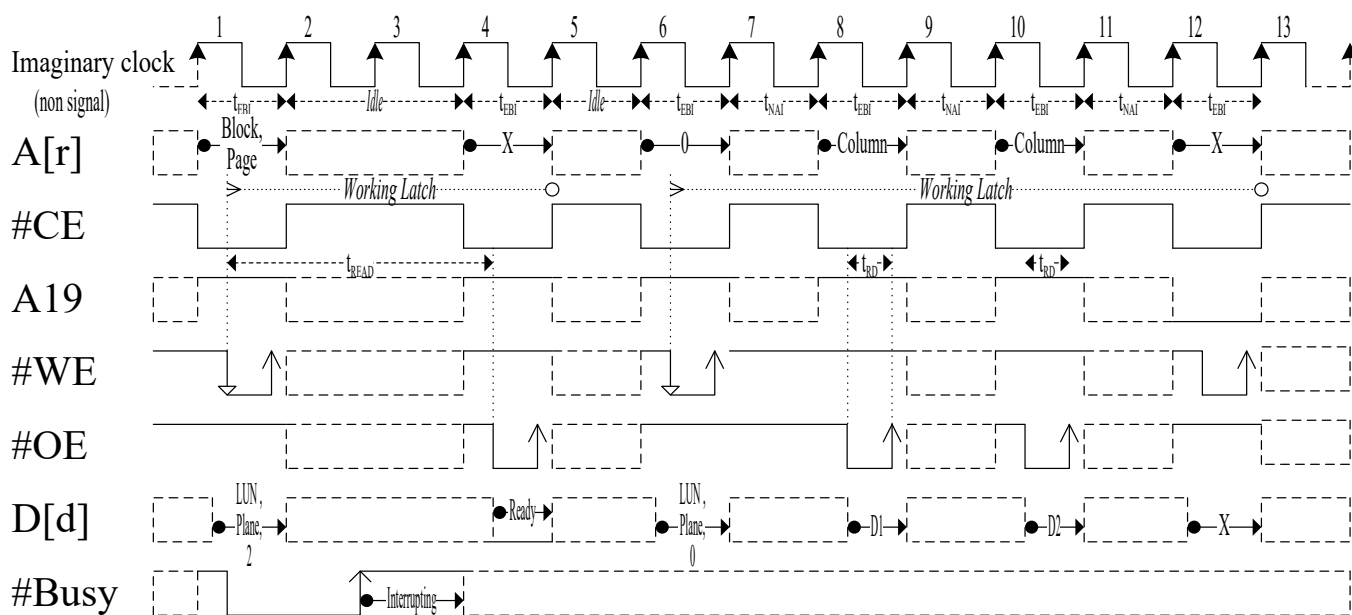 1 2 3 4 5 6 7 8 9 10 11 12 13
Imaginary clock
(non signal)
tEBI Idle tEBI Idle tEBI tNAI tEBI tNAI tEBI tNAI tEBI
A[r] Block, Page X 0 Column Column X
Working Latch Working Latch
#CE
tREAD tRD tRD
A19
#WE
#OE
D[d] LUN, Plane, 2 Ready LUN, Plane, 0 D1 D2 X
#Busy Interrupting